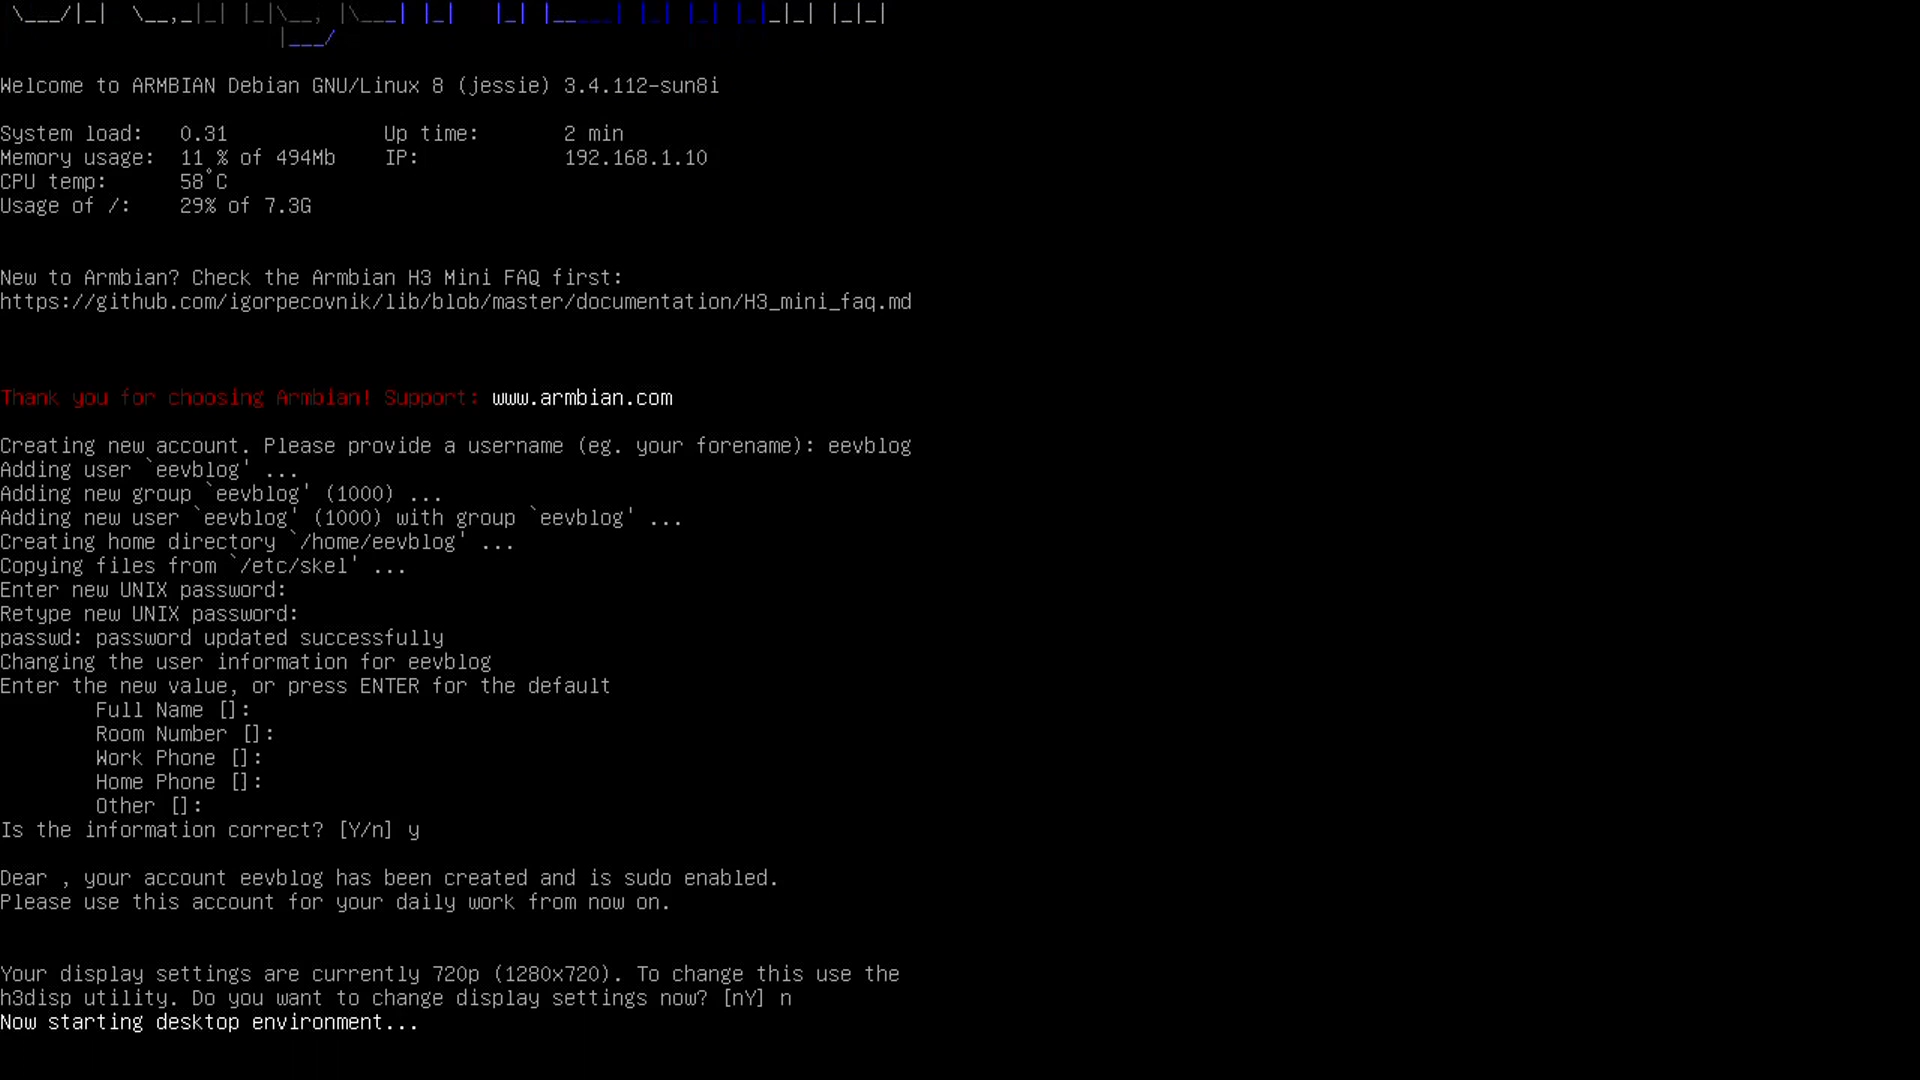 Welcome to ARMBIAN Debian GNU/Linux 8 (jessie) 3.4.112-sun8i
System load:   0.31             Up time:       2 min
Memory usage:  11 % of 494Mb    IP:            192.168.1.10
CPU temp:      58°C
Usage of /:    29% of 7.3G
New to Armbian? Check the Armbian H3 Mini FAQ first:
https://github.com/igorpecovnik/lib/blob/master/documentation/H3_mini_faq.md
Thank you for choosing Armbian! Support: www.armbian.com
Creating new account. Please provide a username (eg. your forename): eevblog
Adding user `eevblog' ...
Adding new group `eevblog' (1000) ...
Adding new user `eevblog' (1000) with group `eevblog' ...
Creating home directory `/home/eevblog' ...
Copying files from `/etc/skel' ...
Enter new UNIX password:
Retype new UNIX password:
passwd: password updated successfully
Changing the user information for eevblog
Enter the new value, or press ENTER for the default
        Full Name []:
        Room Number []:
        Work Phone []:
        Home Phone []:
        Other []:
Is the information correct? [Y/n] y
Dear , your account eevblog has been created and is sudo enabled.
Please use this account for your daily work from now on.
Your display settings are currently 720p (1280x720). To change this use the
h3disp utility. Do you want to change display settings now? [nY] n
Now starting desktop environment...